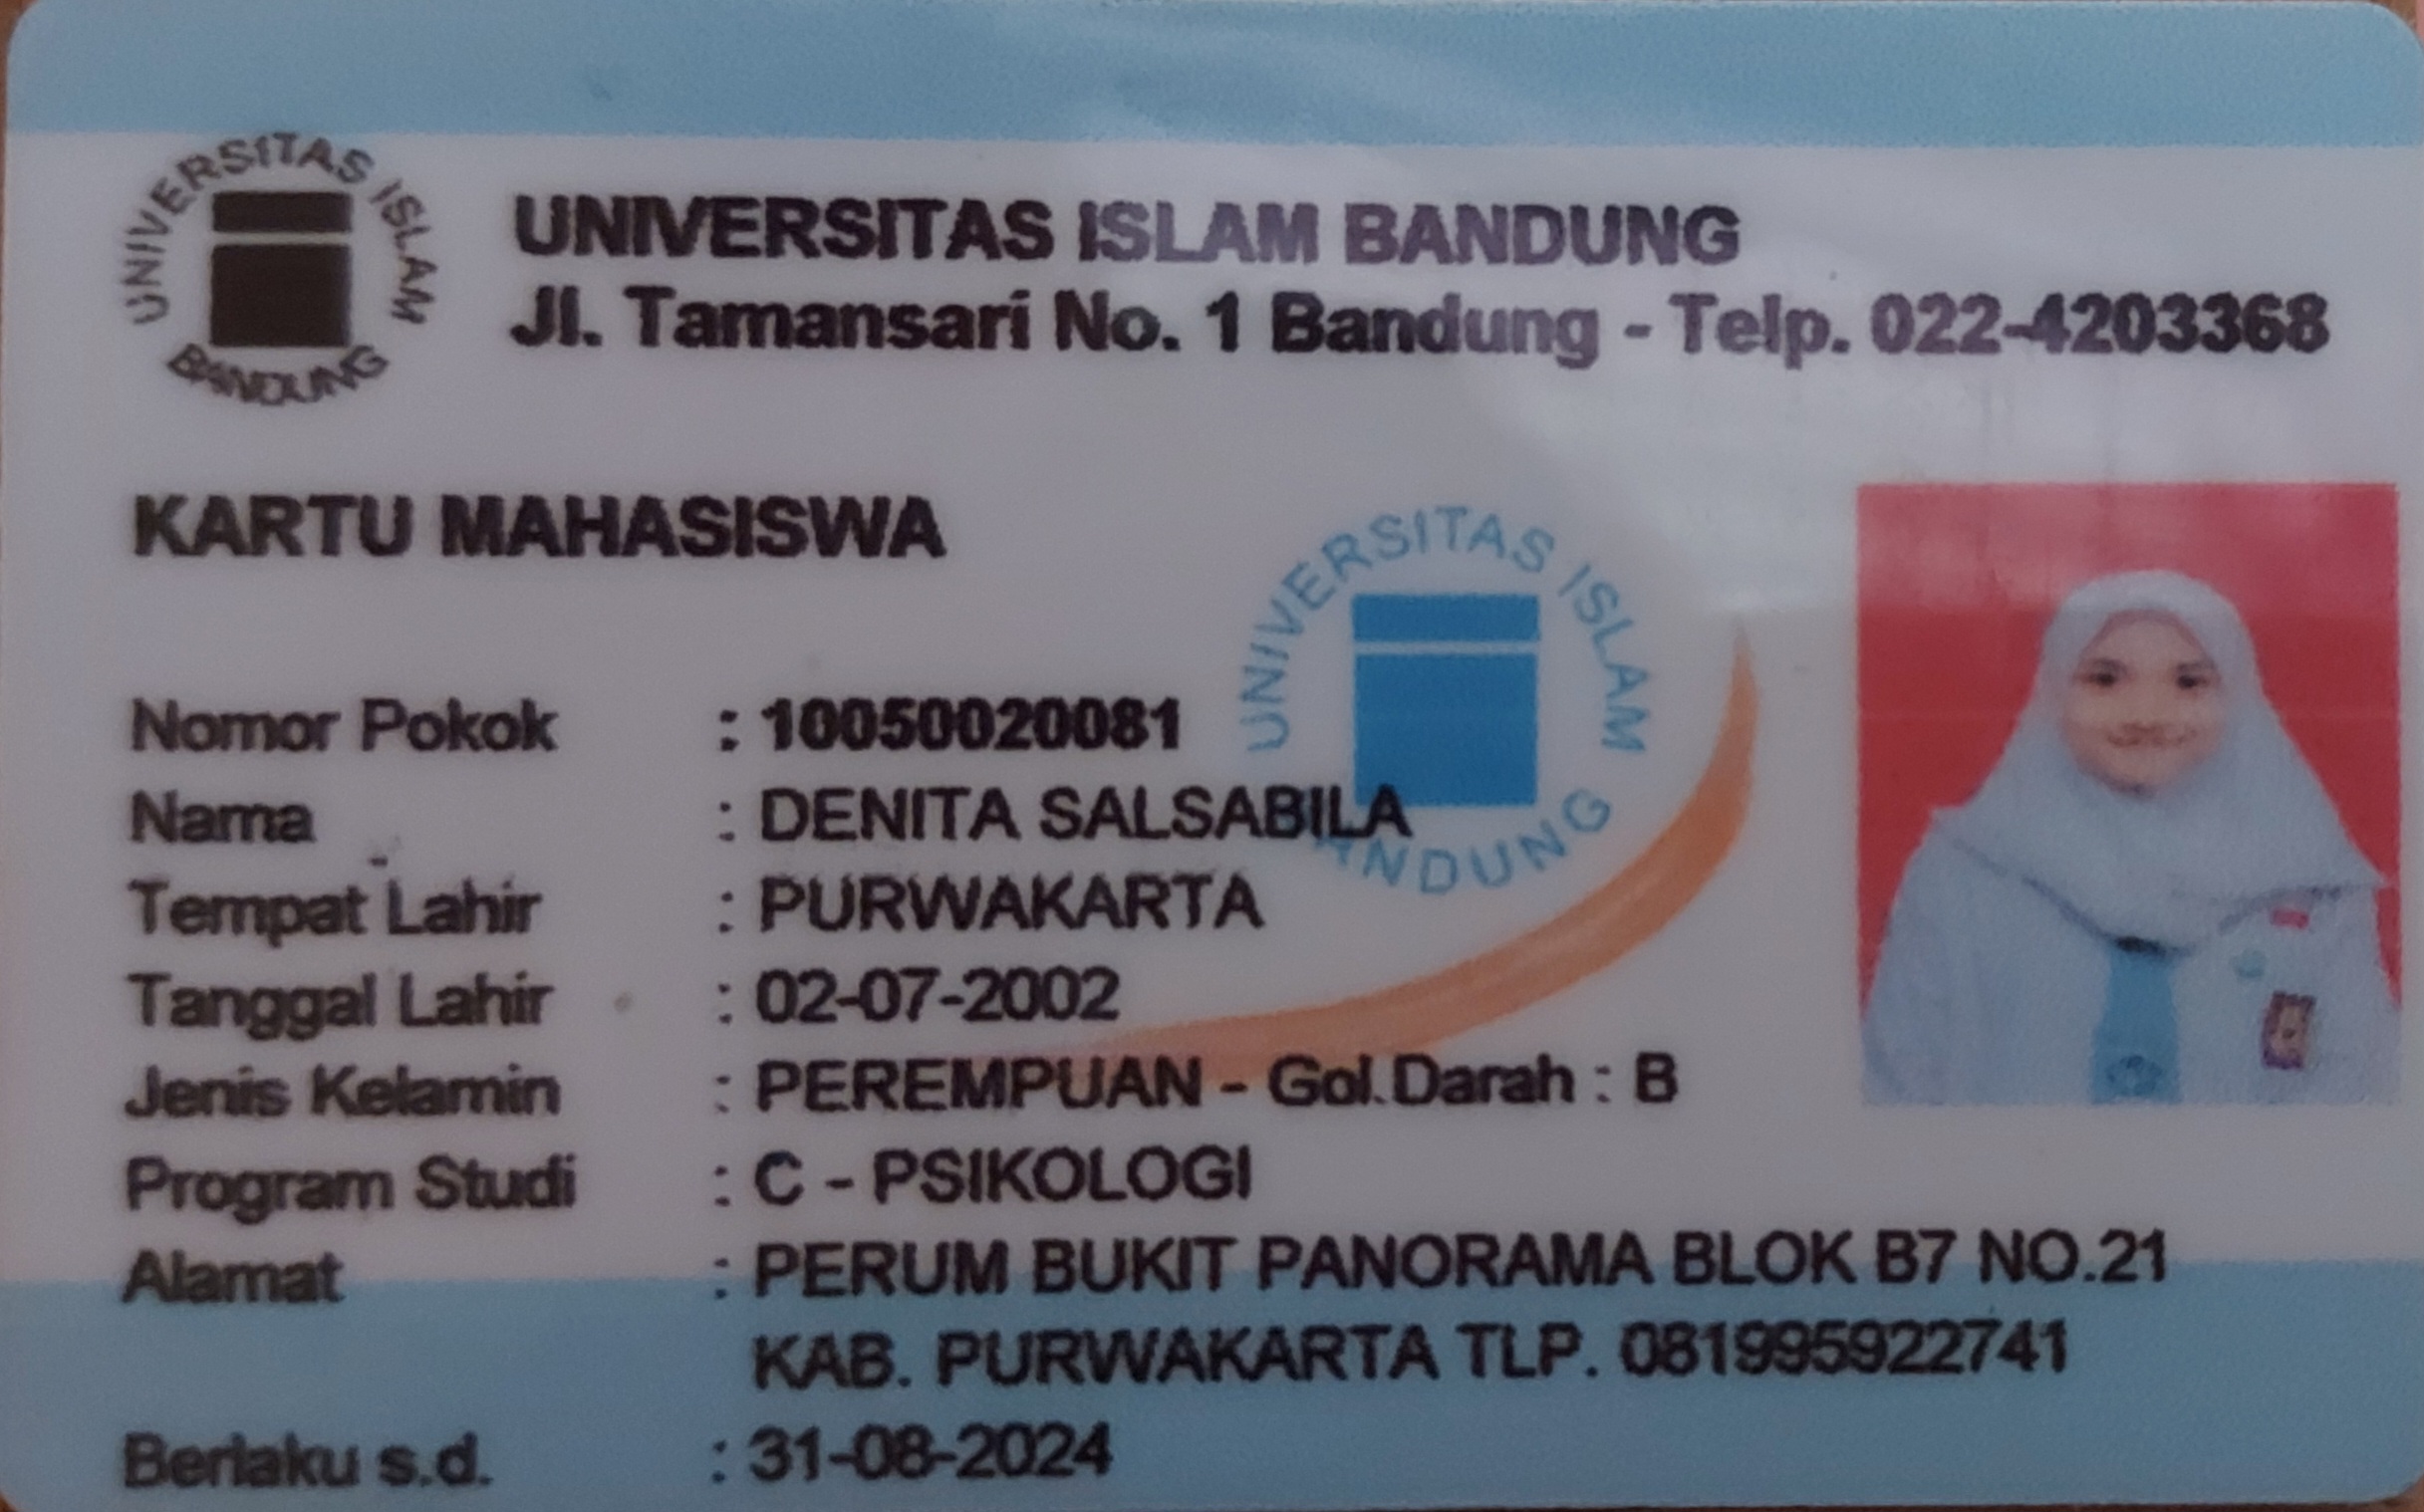 UNIVERSITAS ISLAM BANDUNG
UNIVERSITAS ISLAM BANDUNG
Jl. Tamansari No. 1 Bandung - Telp. 022-4203368
KARTU MAHASISWA
UNIVERSITAS ISLAM BANDUNG
Nomor Pokok : 10050020081
Nama : DENITA SALSABILA
Tempat Lahir : PURWAKARTA
Tanggal Lahir : 02-07-2002
Jenis Kelamin : PEREMPUAN - Gol.Darah : B
Program Studi : C - PSIKOLOGI
Alamat : PERUM BUKIT PANORAMA BLOK B7 NO.21
KAB. PURWAKARTA TLP. 081995922741
Berlaku s.d. : 31-08-2024